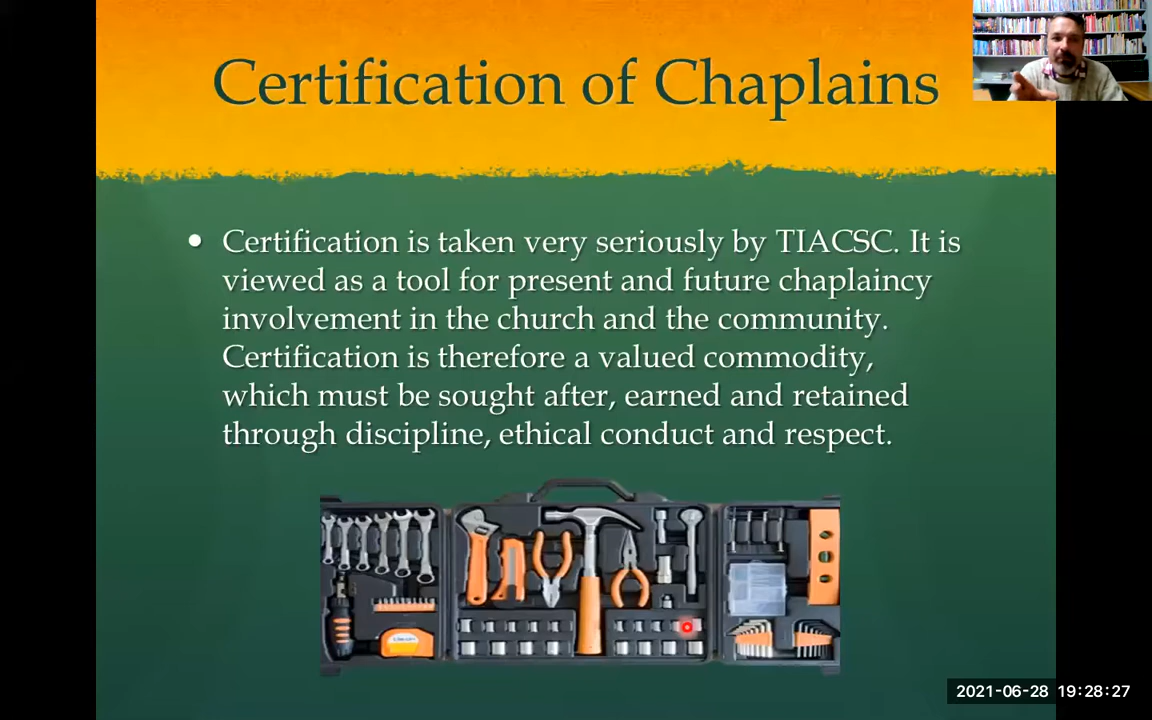 Certification of Chaplains
• Certification is taken very seriously by TIACSC. It is
viewed as a tool for present and future chaplaincy
involvement in the church and the community.
Certification is therefore a valued commodity,
which must be sought after, earned and retained
through discipline, ethical conduct and respect.
2021-06-28 19:28:27